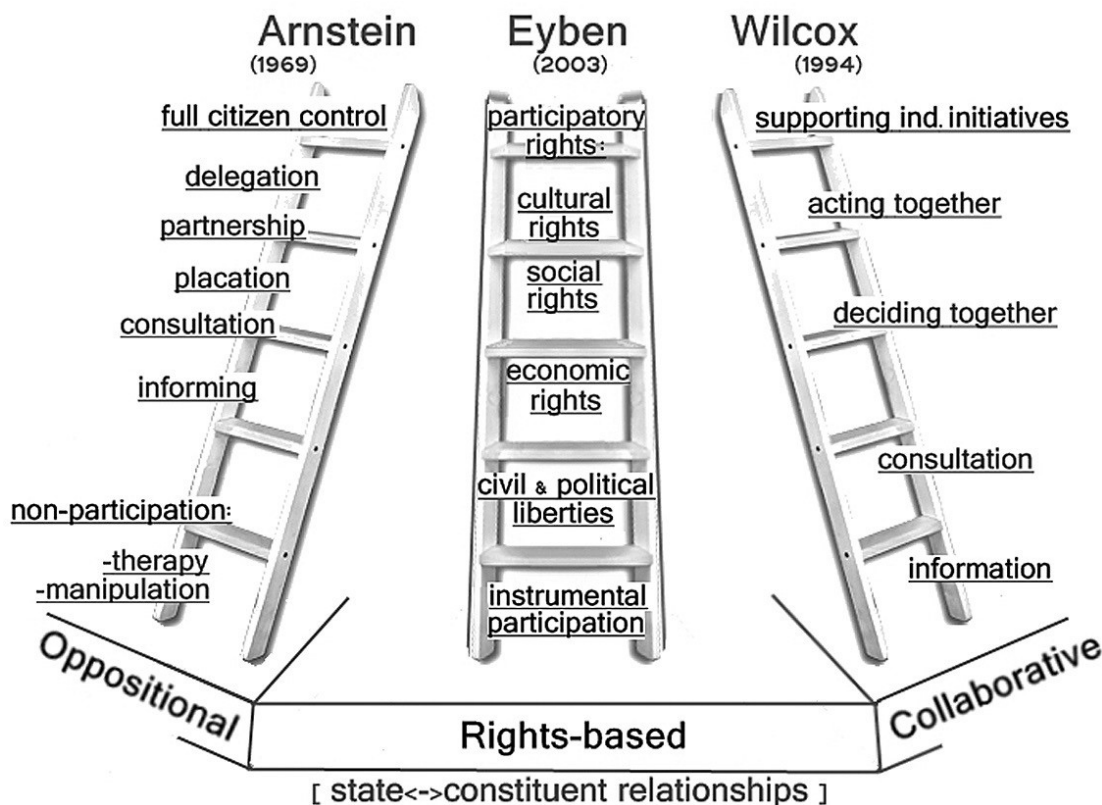 Arnstein
(1969)
full citizen control
delegation
partnership
placation
consultation
informing
non-participation:
-therapy
-manipulation
Oppositional
Eyben
(2003)
participatory
rights:
cultural
rights
social
rights
economic
rights
civil & political
liberties
instrumental
participation
Rights-based
Wilcox
(1994)
supporting ind. initiatives
acting together
deciding together
consultation
information
Collaborative
[ state<->constituent relationships ]